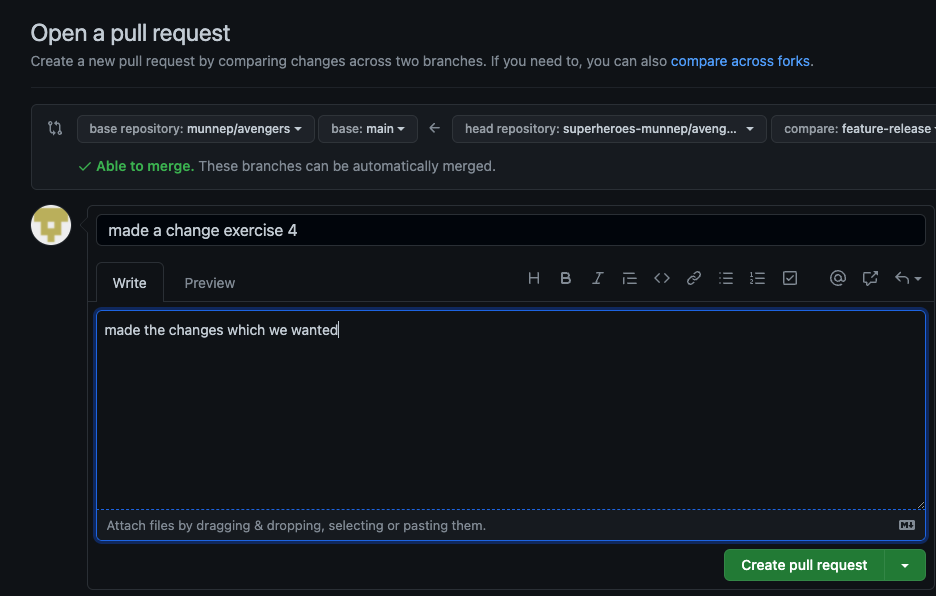 Open a pull request
Create a new pull request by comparing changes across two branches. If you need to, you can also compare across forks.
base repository: munnep/avengers base: main head repository: superheroes-munnep/aveng... compare: feature-release
Able to merge. These branches can be automatically merged.
made a change exercise 4
Write Preview
made the changes which we wanted
Attach files by dragging & dropping, selecting or pasting them.
Create pull request